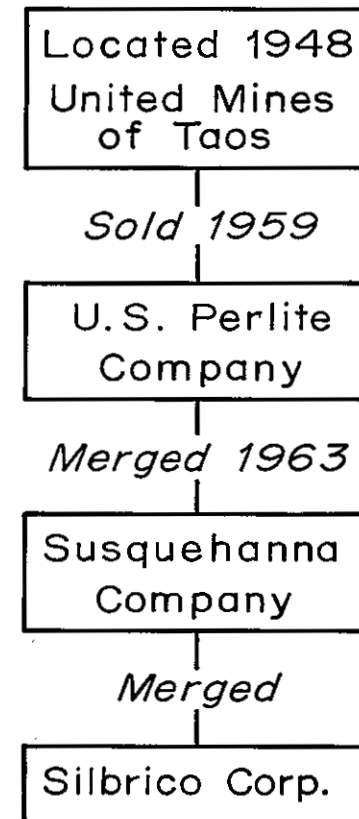 Located 1948
United Mines
of Taos
Sold 1959
U.S. Perlite
Company
Merged 1963
Susquehanna
Company
Merged
Silbrico Corp.